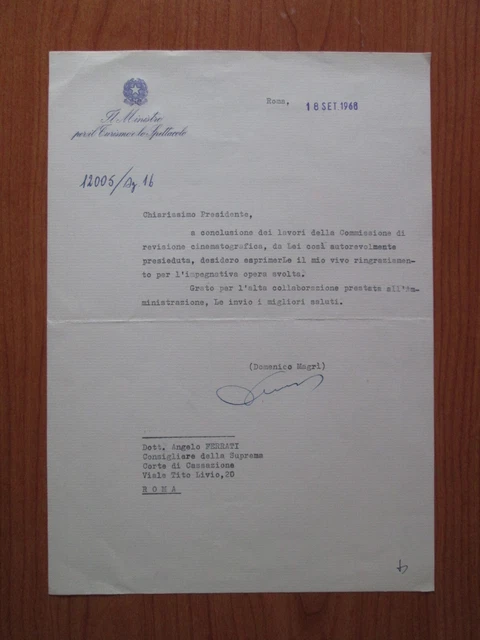 Il Ministro
per il Turismo e lo Spettacolo
Roma, 18 SET. 1968
12005/Ag 16
Chiarissimo Presidente,
a conclusione dei lavori della Commissione di
revisione cinematografica, da Lei così autorevolmente
presieduta, desidero esprimerLe il mio vivo ringraziamen-
to per l'impegnativa opera svolta.
Grato per l'alta collaborazione prestata all'Am-
ministrazione, Le invio i migliori saluti.
(Domenico Magrì)
Dott. Angelo FERRATI
Consigliere della Suprema
Corte di Cassazione
Viale Tito Livio,20
ROMA